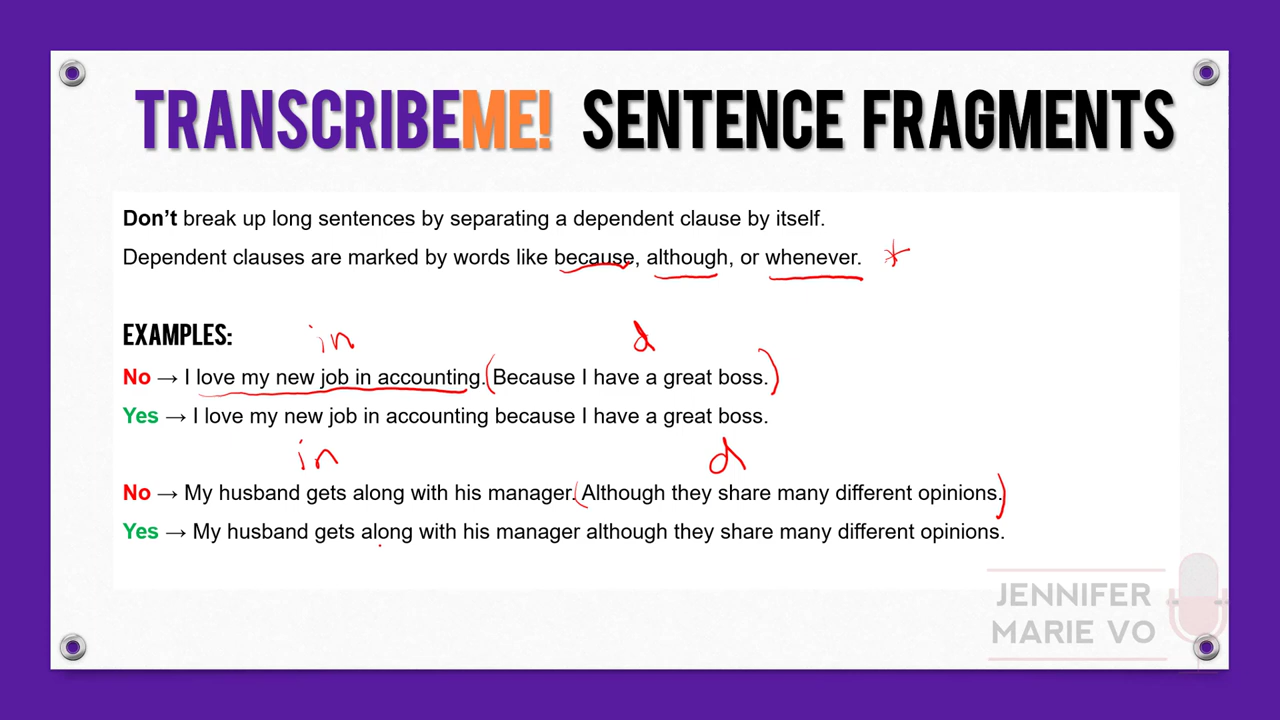 TRANSCRIBEME! SENTENCE FRAGMENTS
Don't break up long sentences by separating a dependent clause by itself.
Dependent clauses are marked by words like because, although, or whenever. *
EXAMPLES:
in d
No → I love my new job in accounting. (Because I have a great boss.)
Yes → I love my new job in accounting because I have a great boss.
in d
No → My husband gets along with his manager. (Although they share many different opinions.)
Yes → My husband gets along with his manager although they share many different opinions.
JENNIFER
MARIE VO